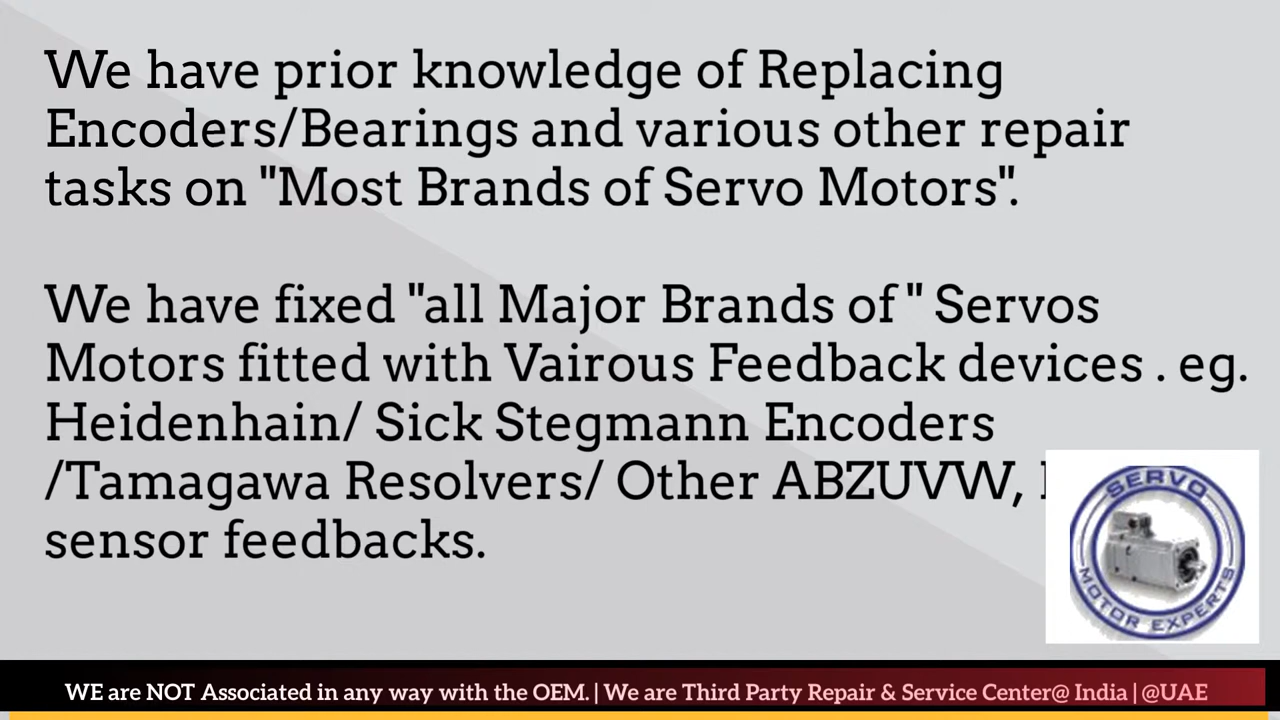 We have prior knowledge of Replacing
Encoders/Bearings and various other repair
tasks on "Most Brands of Servo Motors".
We have fixed "all Major Brands of " Servos
Motors fitted with Vairous Feedback devices . eg.
Heidenhain/ Sick Stegmann Encoders
/Tamagawa Resolvers/ Other ABZUVW,
sensor feedbacks.
SERVO
MOTOR EXPERTS
WE are NOT Associated in any way with the OEM. | We are Third Party Repair & Service Center@ India | @UAE